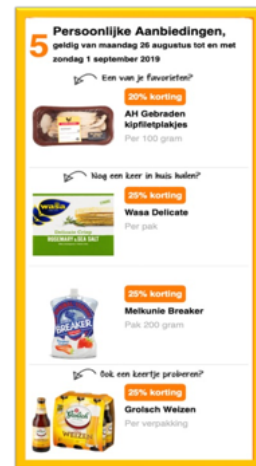 5 Persoonlijke Aanbiedingen,
geldig van maandag 26 augustus tot en met
zondag 1 september 2019
Een van je favorieten?
20% korting
AH Gebraden
kipfiletplakjes
Per 100 gram
Nog een keer in huis halen?
25% korting
Wasa Delicate
Per pak
wasa
Delicate Crisp
ROSEMARY & SEA SALT
25% korting
Melkunie Breaker
Pak 200 gram
BREAKER
Ook een keertje proberen?
25% korting
Grolsch Weizen
Per verpakking
Grolsch
WEIZEN